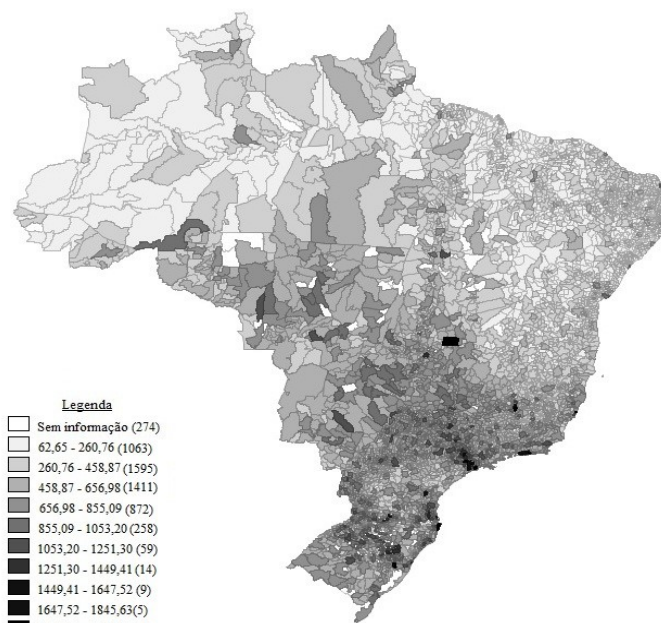 Legenda
Sem informação (274)
62,65 - 260,76 (1063)
260,76 - 458,87 (1595)
458,87 - 656,98 (1411)
656,98 - 855,09 (872)
855,09 - 1053,20 (258)
1053,20 - 1251,30 (59)
1251,30 - 1449,41 (14)
1449,41 - 1647,52 (9)
1647,52 - 1845,63(5)